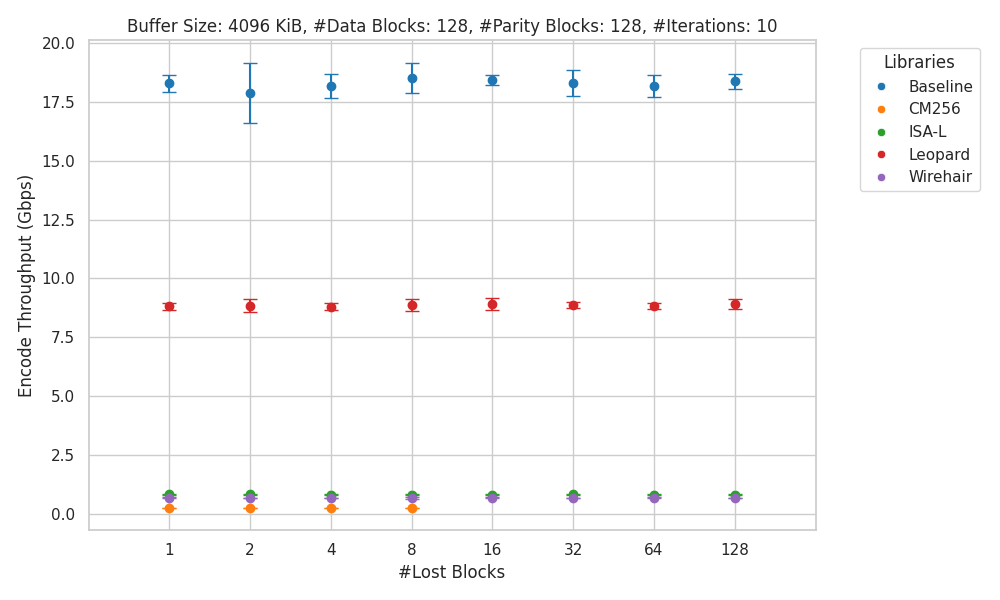 Buffer Size: 4096 KiB, #Data Blocks: 128, #Parity Blocks: 128, #Iterations: 10
Encode Throughput (Gbps)
20.0
17.5
15.0
12.5
10.0
7.5
5.0
2.5
0.0
1 2 4 8 16 32 64 128
#Lost Blocks
Libraries
Baseline
CM256
ISA-L
Leopard
Wirehair